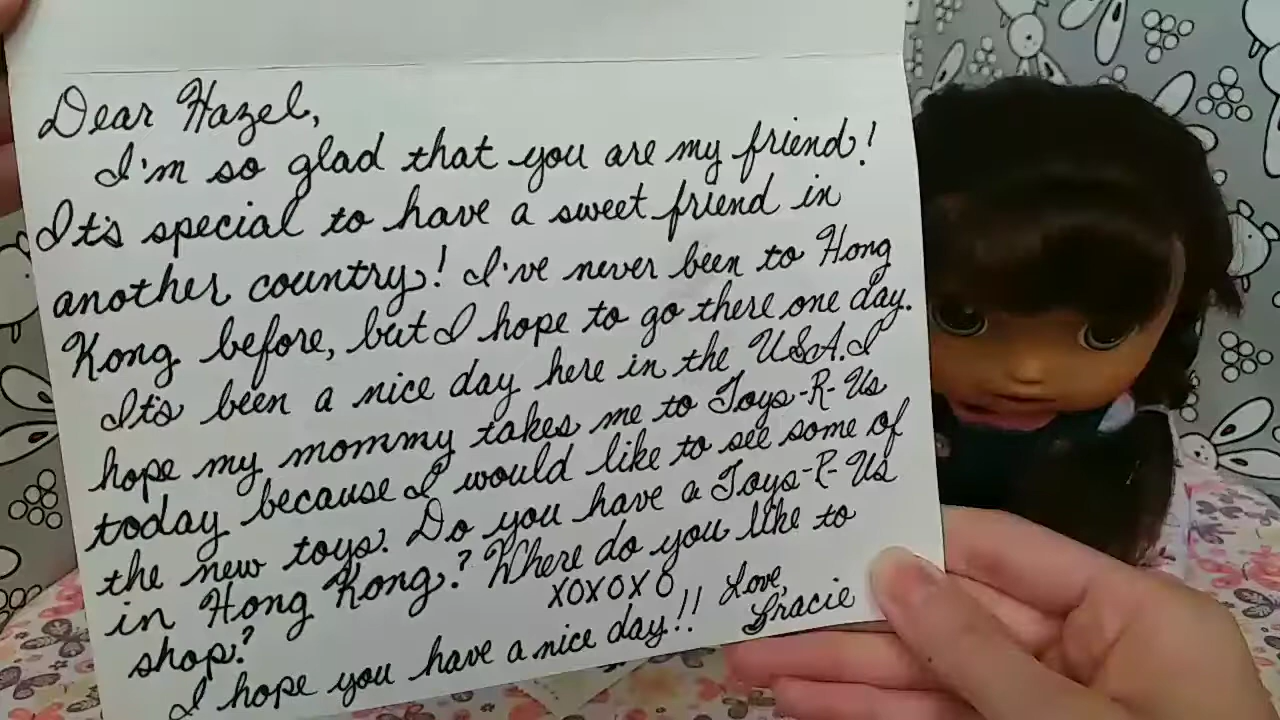 Dear Hazel,
I'm so glad that you are my friend!
It's special to have a sweet friend in
another country! I've never been to Hong
Kong before, but I hope to go there one day.
It's been a nice day here in the USA. I
hope my mommy takes me to Toys-R-Us
today because I would like to see some of
the new toys. Do you have a Toys-R-Us
in Hong Kong? Where do you like to
shop?
XOXOXO
I hope you have a nice day!! Love,
Gracie